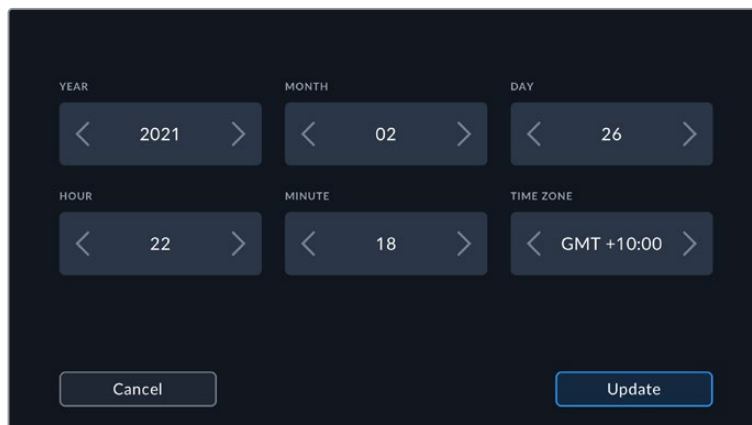 YEAR MONTH DAY
2021 02 26
HOUR MINUTE TIME ZONE
22 18 GMT +10:00
Cancel Update